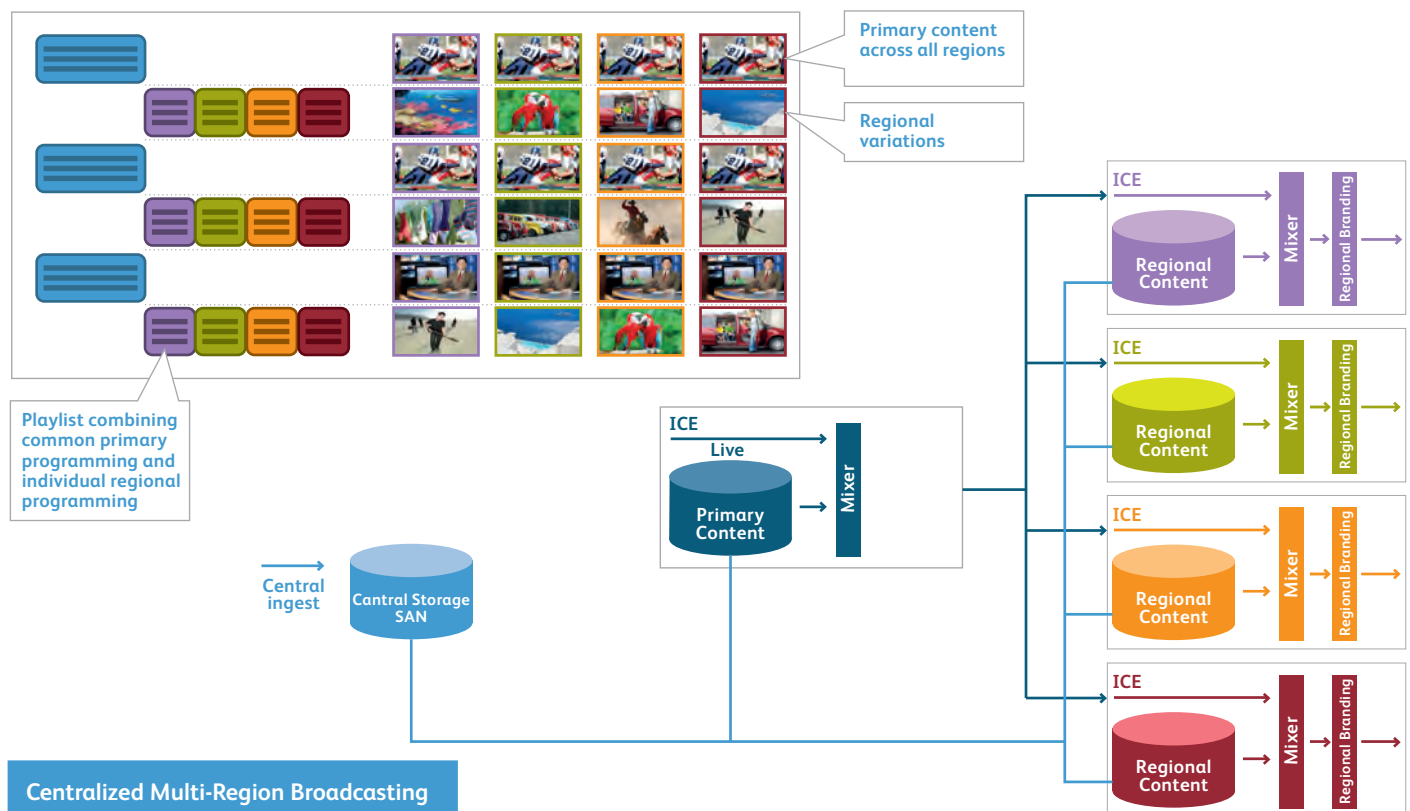 Primary content
across all regions
Regional
variations
Playlist combining
common primary
programming and
individual regional
programming
Central
ingest
Cantral Storage
SAN
ICE
Live
Primary
Content
Mixer
ICE
Regional
Content
Mixer
Regional Branding
ICE
Regional
Content
Mixer
Regional Branding
ICE
Regional
Content
Mixer
Regional Branding
ICE
Regional
Content
Mixer
Regional Branding
Centralized Multi-Region Broadcasting